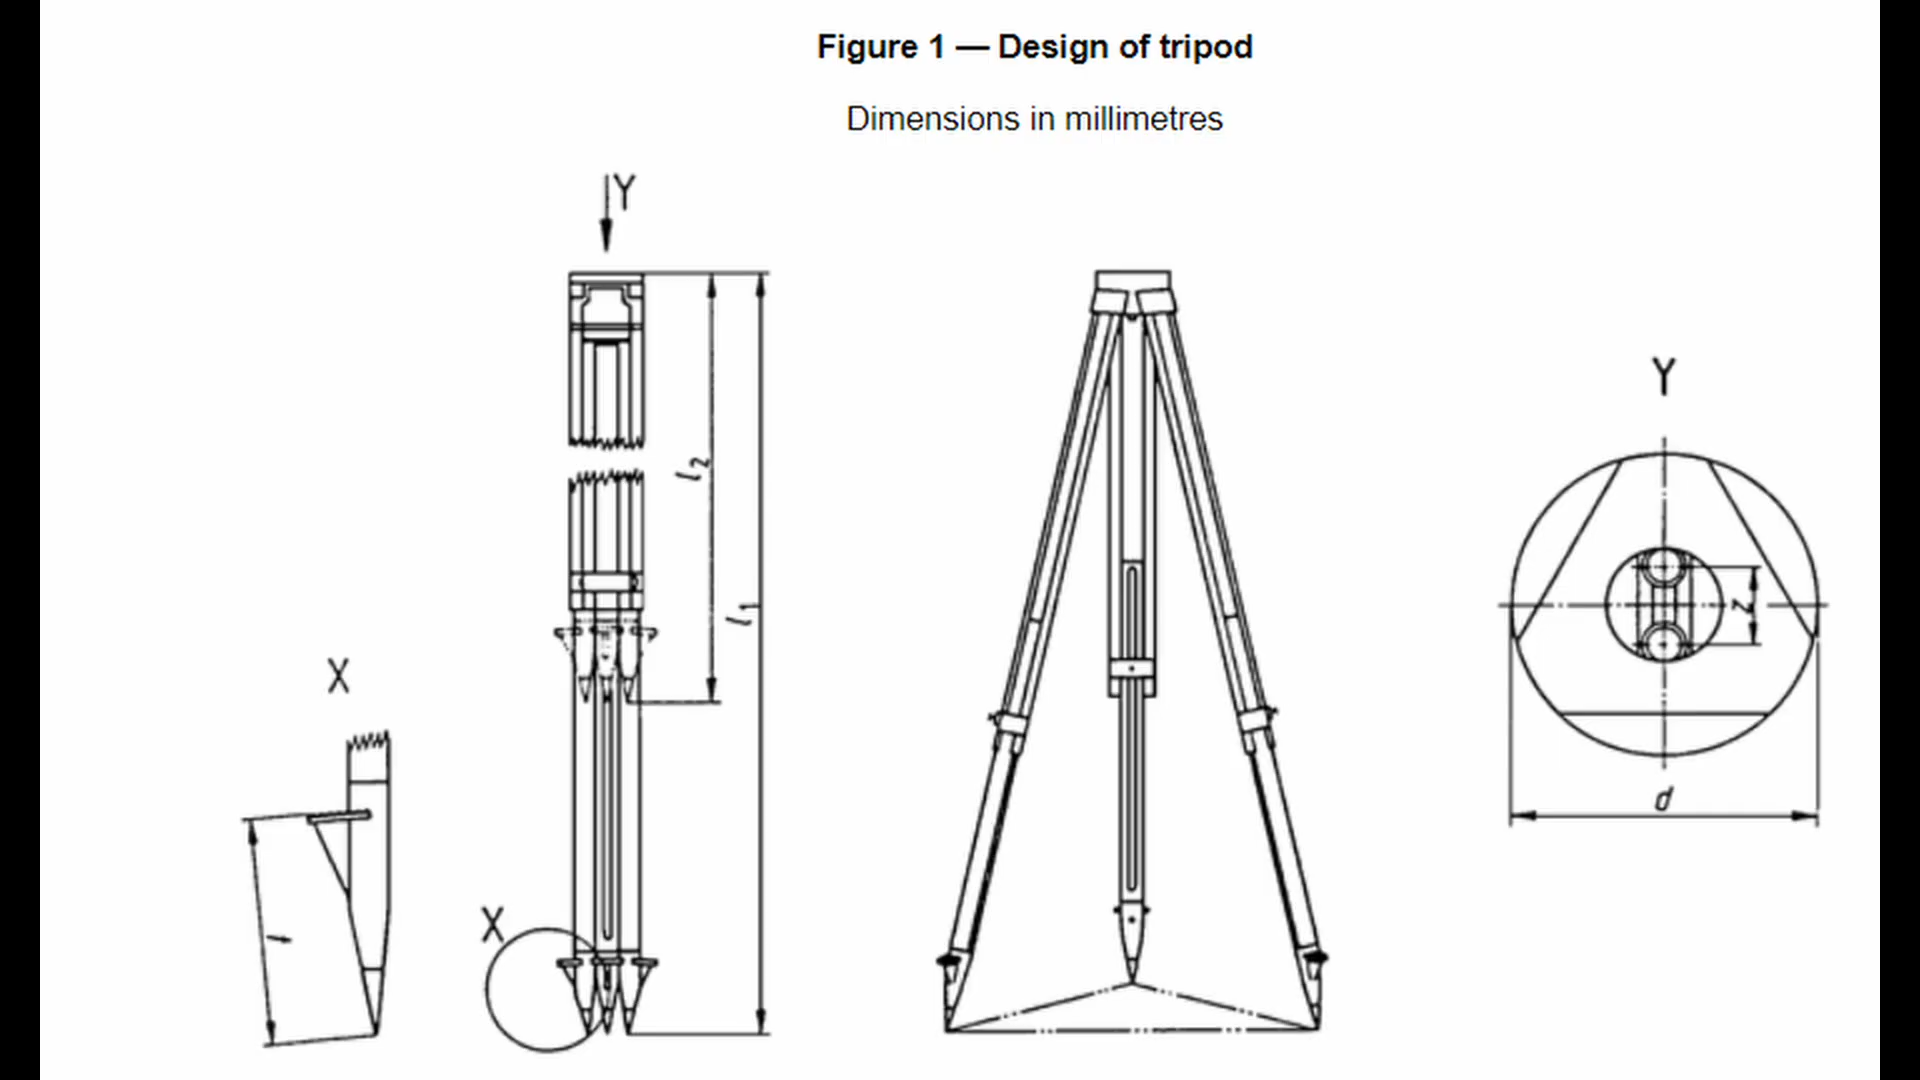 Figure 1 — Design of tripod
Dimensions in millimetres
Y
Y
l2
l1
z
X
d
X
l